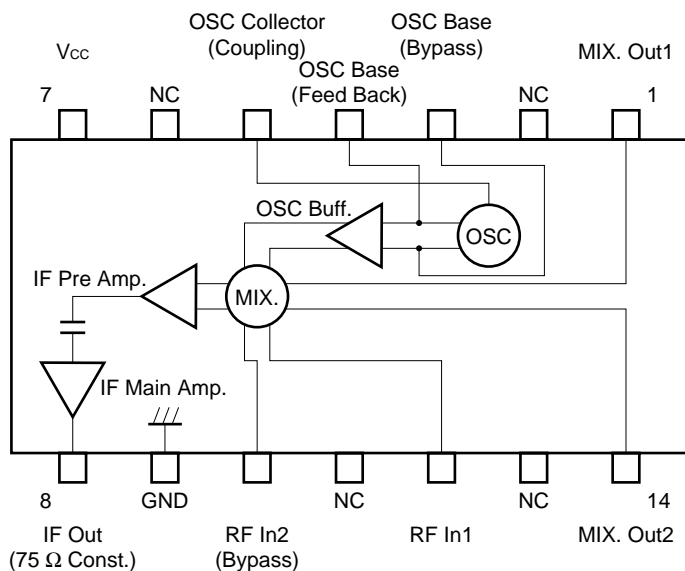 OSC Collector
(Coupling)
OSC Base
(Bypass)
VCC
OSC Base
(Feed Back)
MIX. Out1
7
NC
NC
1
OSC Buff.
OSC
IF Pre Amp.
MIX.
IF Main Amp.
8
GND
NC
NC
14
IF Out
(75 Ω Const.)
RF In2
(Bypass)
RF In1
MIX. Out2